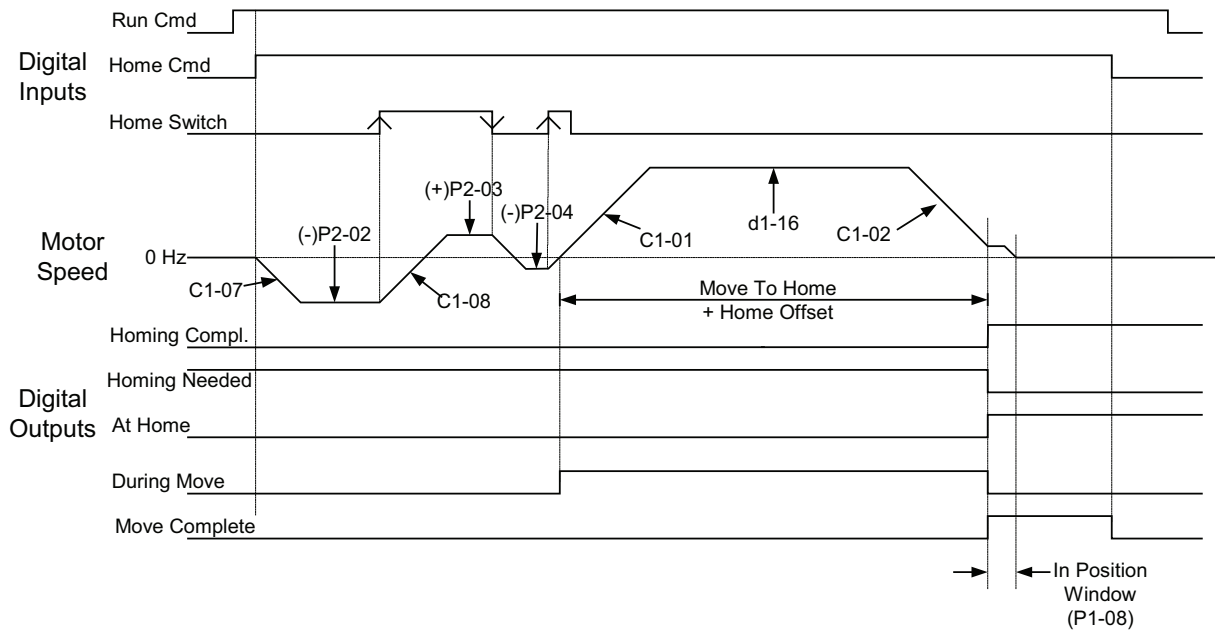 Run Cmd
Digital
Inputs
Home Cmd
Home Switch
(+)P2-03
(-)P2-04
(-)P2-02
Motor
Speed
0 Hz
C1-07
C1-08
C1-01
d1-16
C1-02
Move To Home
+ Home Offset
Homing Compl.
Homing Needed
Digital
Outputs
At Home
During Move
Move Complete
In Position
Window
(P1-08)